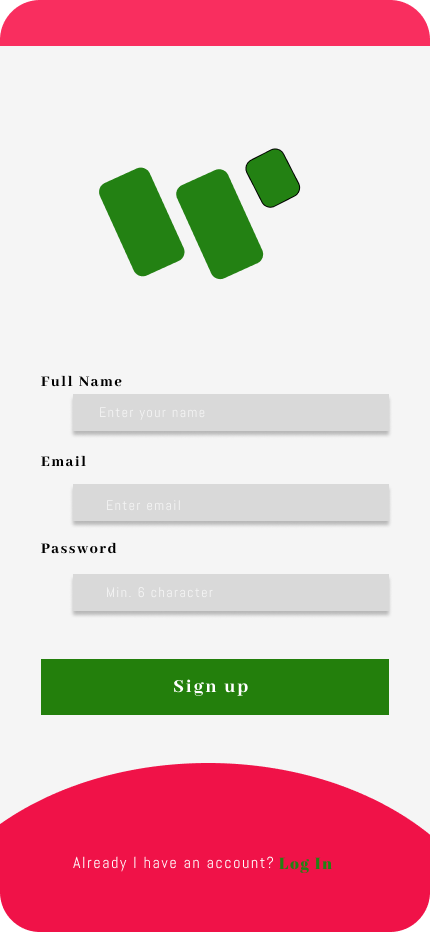 Full Name
Enter your name
Email
Enter email
Password
Min. 6 character
Sign up
Already I have an account? Log In